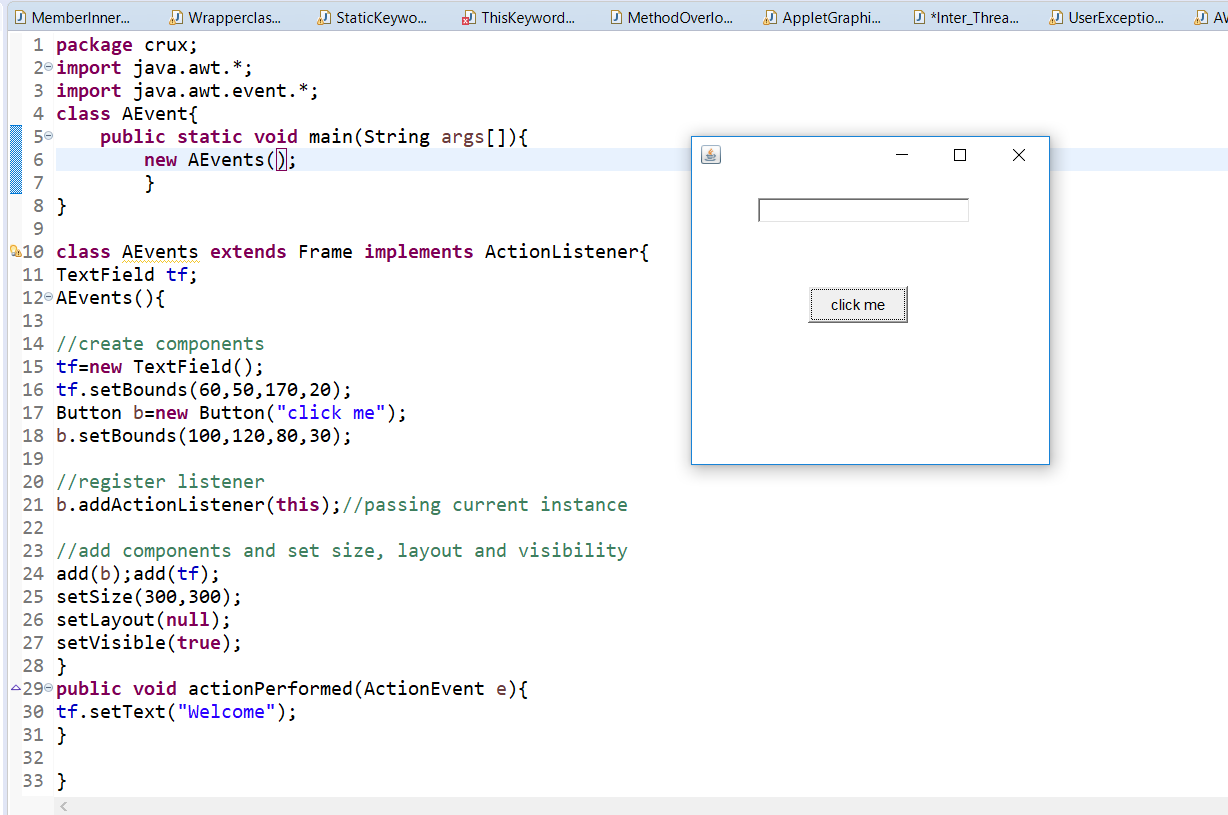 MemberInner... Wrapperclas... StaticKeywo... ThisKeyword... MethodOverlo... AppletGraphi... *Inter_Threa... UserExceptio... AW
1 package crux;
2 import java.awt.*;
3 import java.awt.event.*;
4 class AEvent{
5     public static void main(String args[]){
6         new AEvents();
7         }
8 }
9
10 class AEvents extends Frame implements ActionListener{
11 TextField tf;
12 AEvents(){
13
14 //create components
15 tf=new TextField();
16 tf.setBounds(60,50,170,20);
17 Button b=new Button("click me");
18 b.setBounds(100,120,80,30);
19
20 //register listener
21 b.addActionListener(this);//passing current instance
22
23 //add components and set size, layout and visibility
24 add(b);add(tf);
25 setSize(300,300);
26 setLayout(null);
27 setVisible(true);
28 }
29 public void actionPerformed(ActionEvent e){
30 tf.setText("Welcome");
31 }
32
33 }
click me